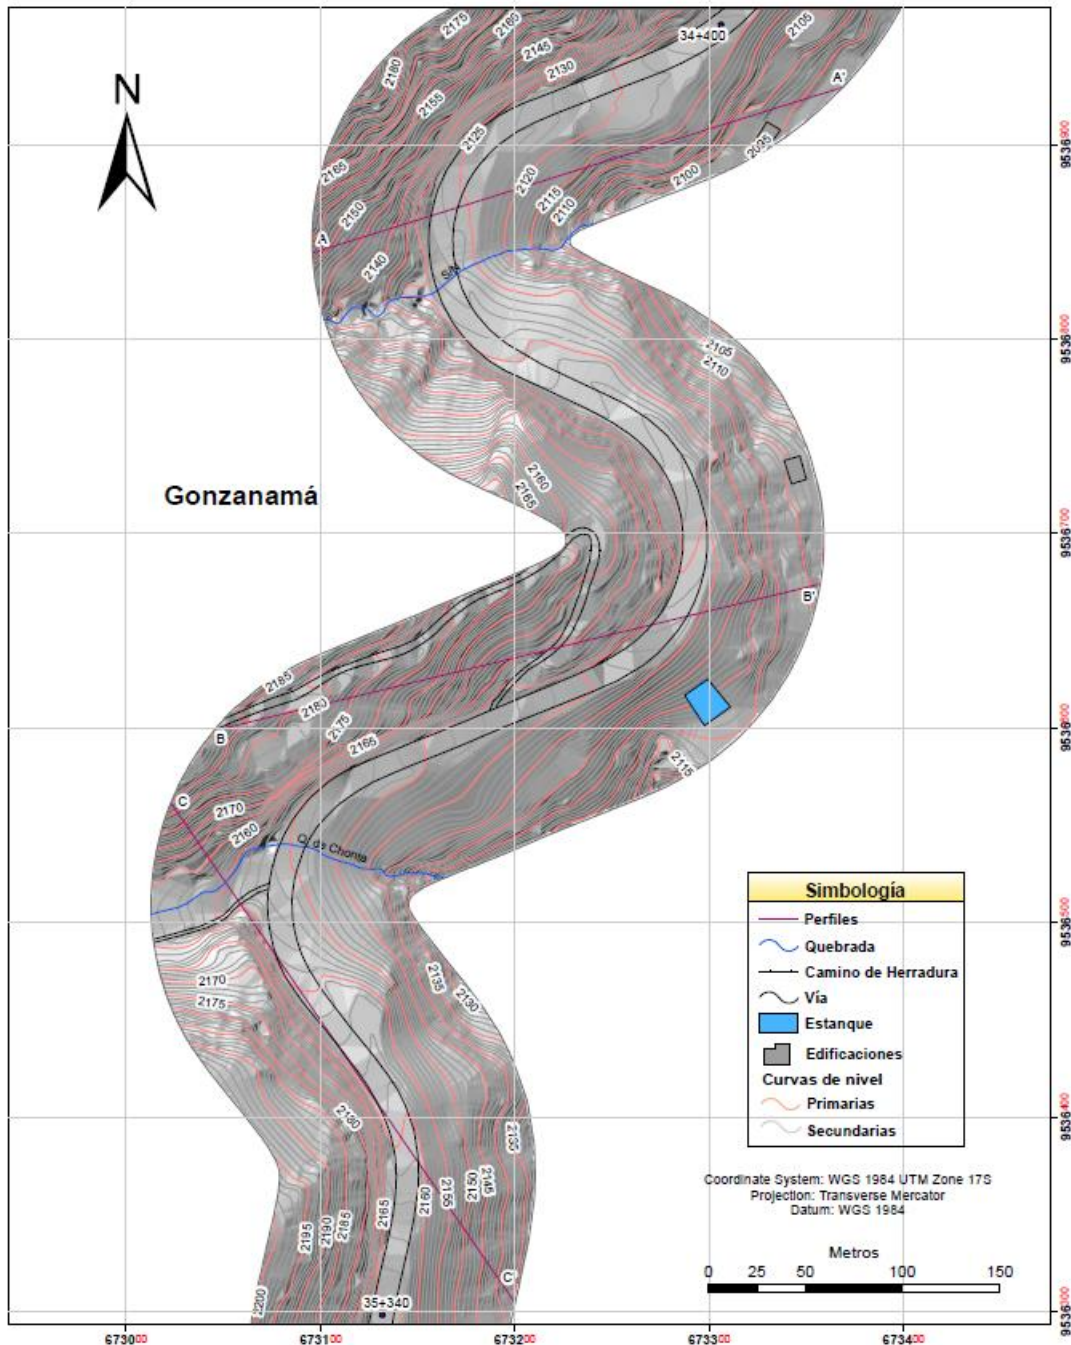 2175
2160
2105
34+400
2145
2180
2130
A'
2155
2125
2095
2165
2120
2100
2115
2110
2150
A
2140
S/N
2105
2110
N
2160
2165
Gonzanamá
B'
2185
2180
2175
B
2165
2115
C
2170
2160
Q. de Chonta
2170
2175
2135
2130
2180
2195
2190
2185
2165
2160
2155
2150
2145
C'
2200
35+340
Simbología
Perfiles
Quebrada
Camino de Herradura
Vía
Estanque
Edificaciones
Curvas de nivel
Primarias
Secundarias
Coordinate System: WGS 1984 UTM Zone 17S
Projection: Transverse Mercator
Datum: WGS 1984
Metros
0 25 50 100 150
9536900
9536800
9536700
9536600
9536500
9536400
9536300
673000 673100 673200 673300 673400